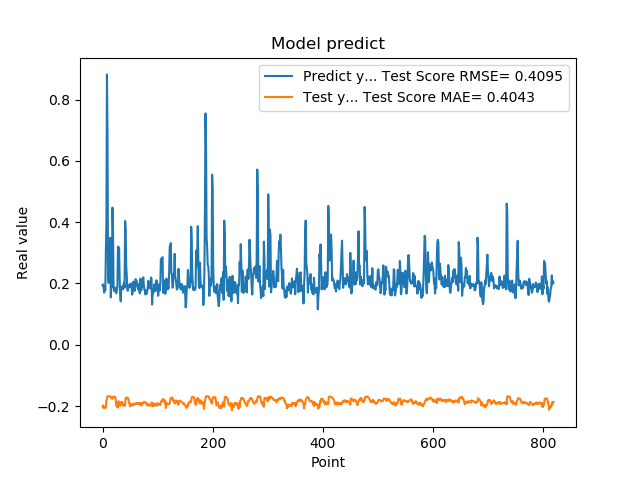 Model predict
Predict y... Test Score RMSE= 0.4095
Test y... Test Score MAE= 0.4043
Real value
0.8
0.6
0.4
0.2
0.0
−0.2
0 200 400 600 800
Point